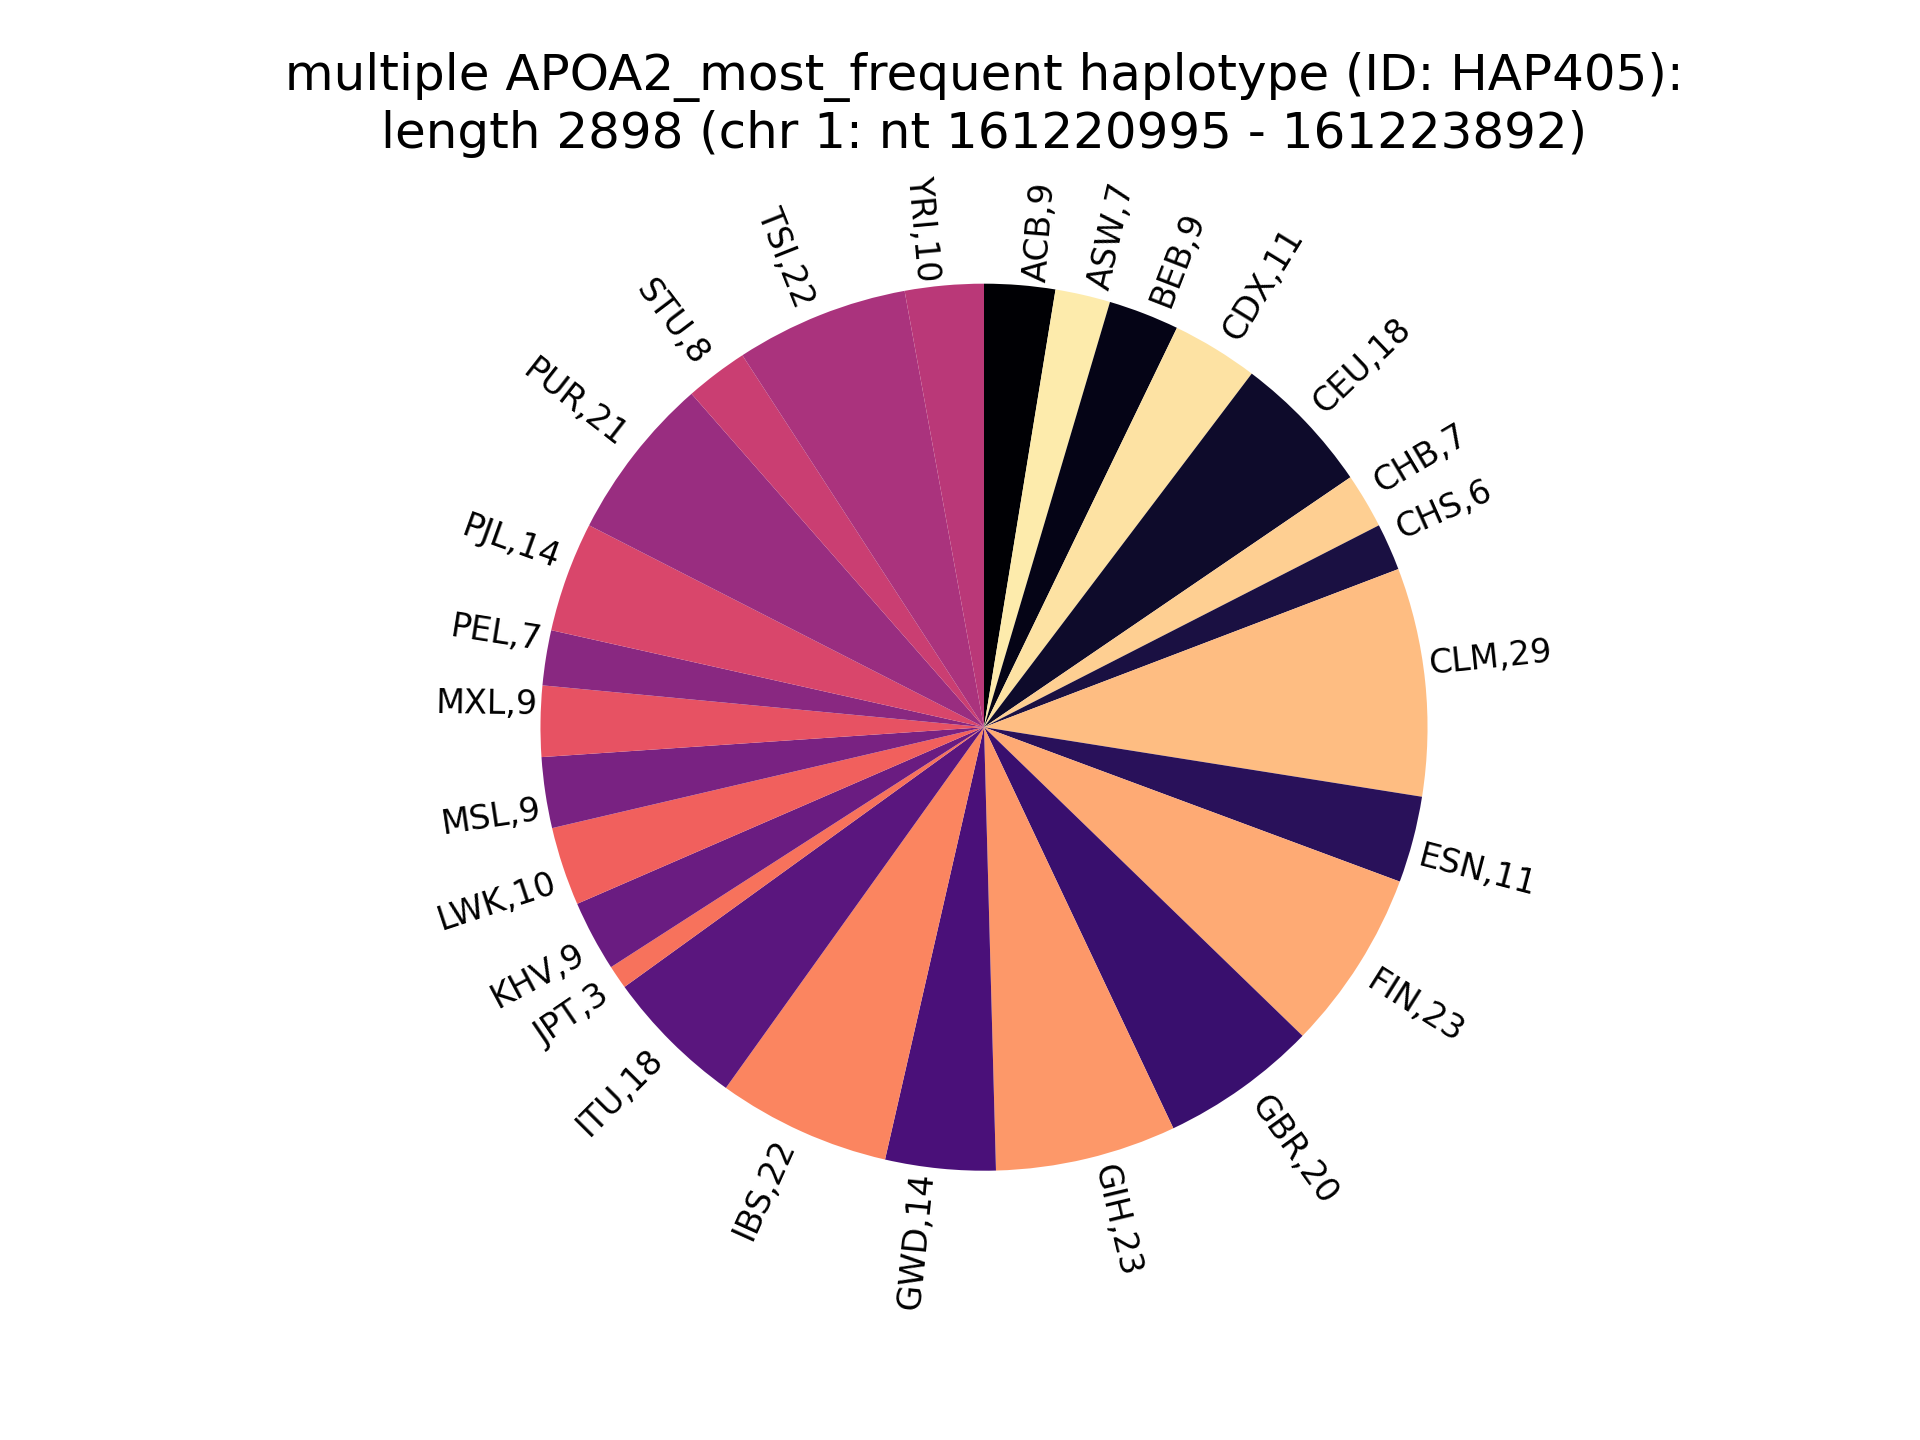 multiple APOA2_most_frequent haplotype (ID: HAP405):
length 2898 (chr 1: nt 161220995 - 161223892)
ACB,9
ASW,7
BEB,9
CDX,11
CEU,18
CHB,7
CHS,6
CLM,29
ESN,11
FIN,23
GBR,20
GIH,23
GWD,14
IBS,22
ITU,18
JPT,3
KHV,9
LWK,10
MSL,9
MXL,9
PEL,7
PJL,14
PUR,21
STU,8
TSI,22
YRI,10